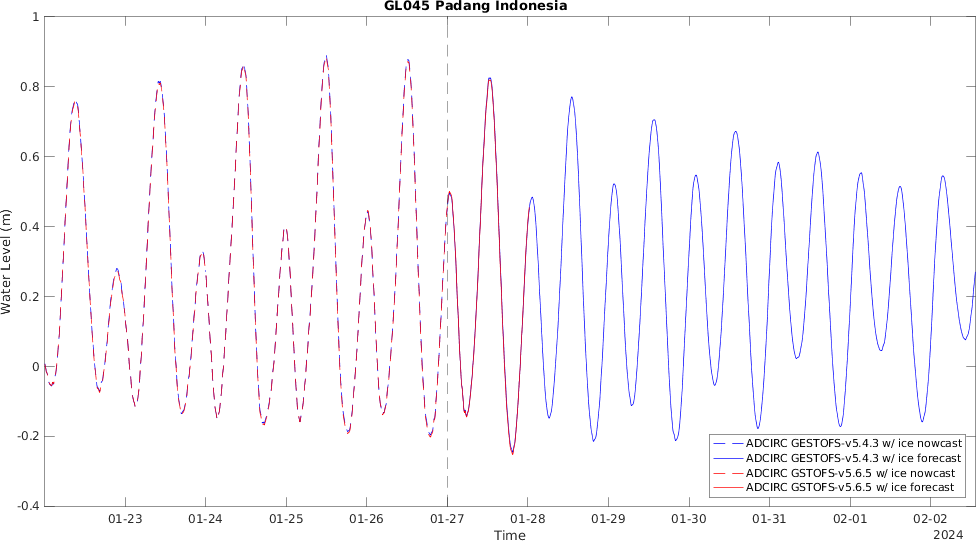 GL045 Padang Indonesia
1
0.8
0.6
0.4
0.2
0
-0.2
-0.4
Water Level (m)
ADCIRC GESTOFS-v5.4.3 w/ ice nowcast
ADCIRC GESTOFS-v5.4.3 w/ ice forecast
ADCIRC GSTOFS-v5.6.5 w/ ice nowcast
ADCIRC GSTOFS-v5.6.5 w/ ice forecast
01-23 01-24 01-25 01-26 01-27 01-28 01-29 01-30 01-31 02-01 02-02
Time 2024